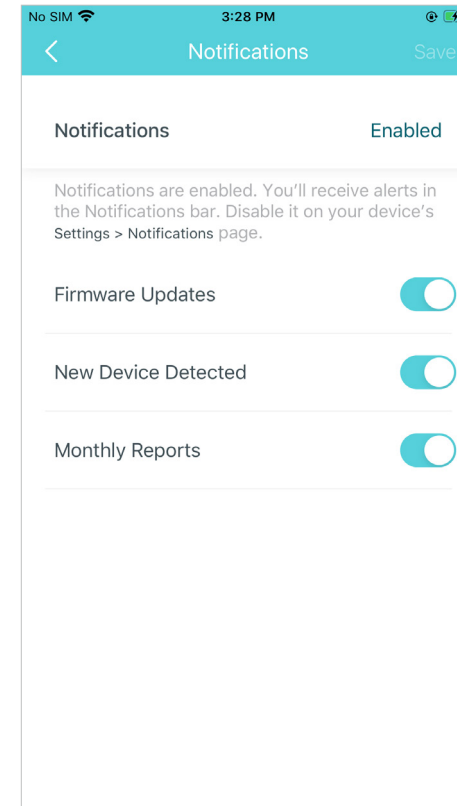 No SIM 3:28 PM
Notifications Save
Notifications Enabled
Notifications are enabled. You’ll receive alerts in
the Notifications bar. Disable it on your device’s
Settings > Notifications page.
Firmware Updates
New Device Detected
Monthly Reports